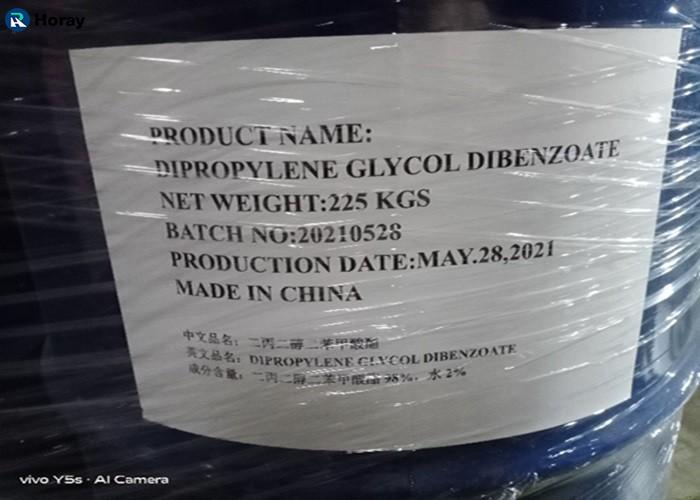 Horay
PRODUCT NAME:
DIPROPYLENE GLYCOL DIBENZOATE
NET WEIGHT:225 KGS
BATCH NO:20210528
PRODUCTION DATE:MAY.28,2021
MADE IN CHINA
中文品名：二丙二醇二苯甲酸酯
英文品名：DIPROPYLENE GLYCOL DIBENZOATE
成分含量：二丙二醇二苯甲酸酯 98%，水 2%
vivo Y5s · AI Camera